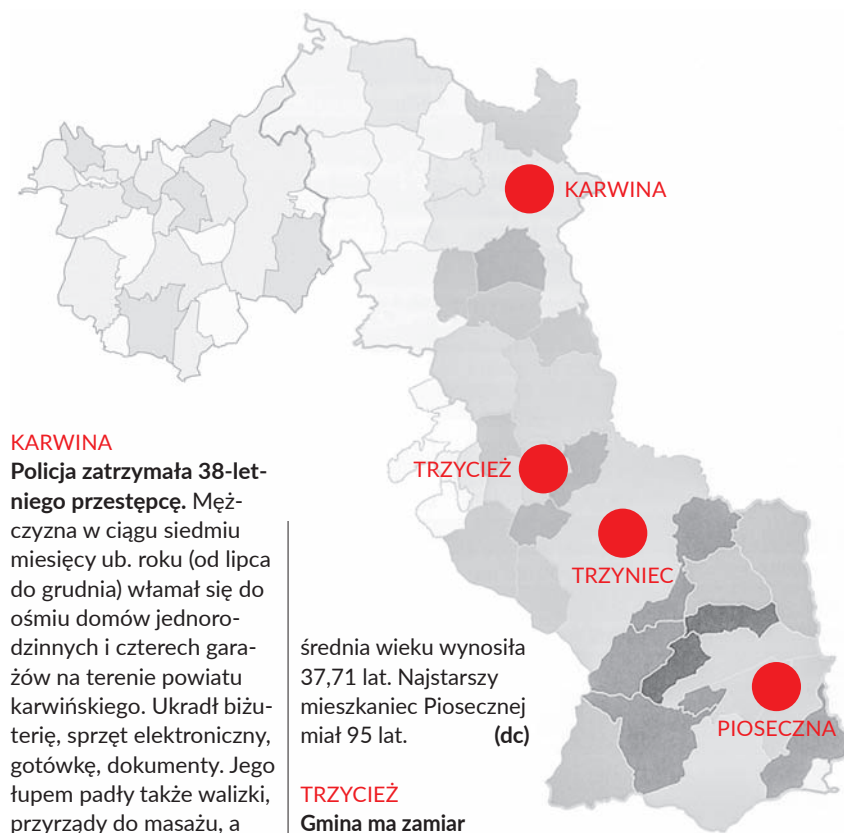 KARWINA
TRZYCIEŻ
TRZYNIEC
PIOSECZNA
KARWINA
Policja zatrzymała 38-let-
niego przestępcę. Męż-
czyzna w ciągu siedmiu
miesięcy ub. roku (od lipca
do grudnia) włamał się do
ośmiu domów jednoro-
dzinnych i czterech gara-
żów na terenie powiatu
karwińskiego. Ukradł biżu-
terię, sprzęt elektroniczny,
gotówkę, dokumenty. Jego
łupem padły także walizki,
przyrządy do masażu, a
średnia wieku wynosiła
37,71 lat. Najstarszy
mieszkaniec Piosecznej
miał 95 lat. (dc)
TRZYCIEŻ
Gmina ma zamiar